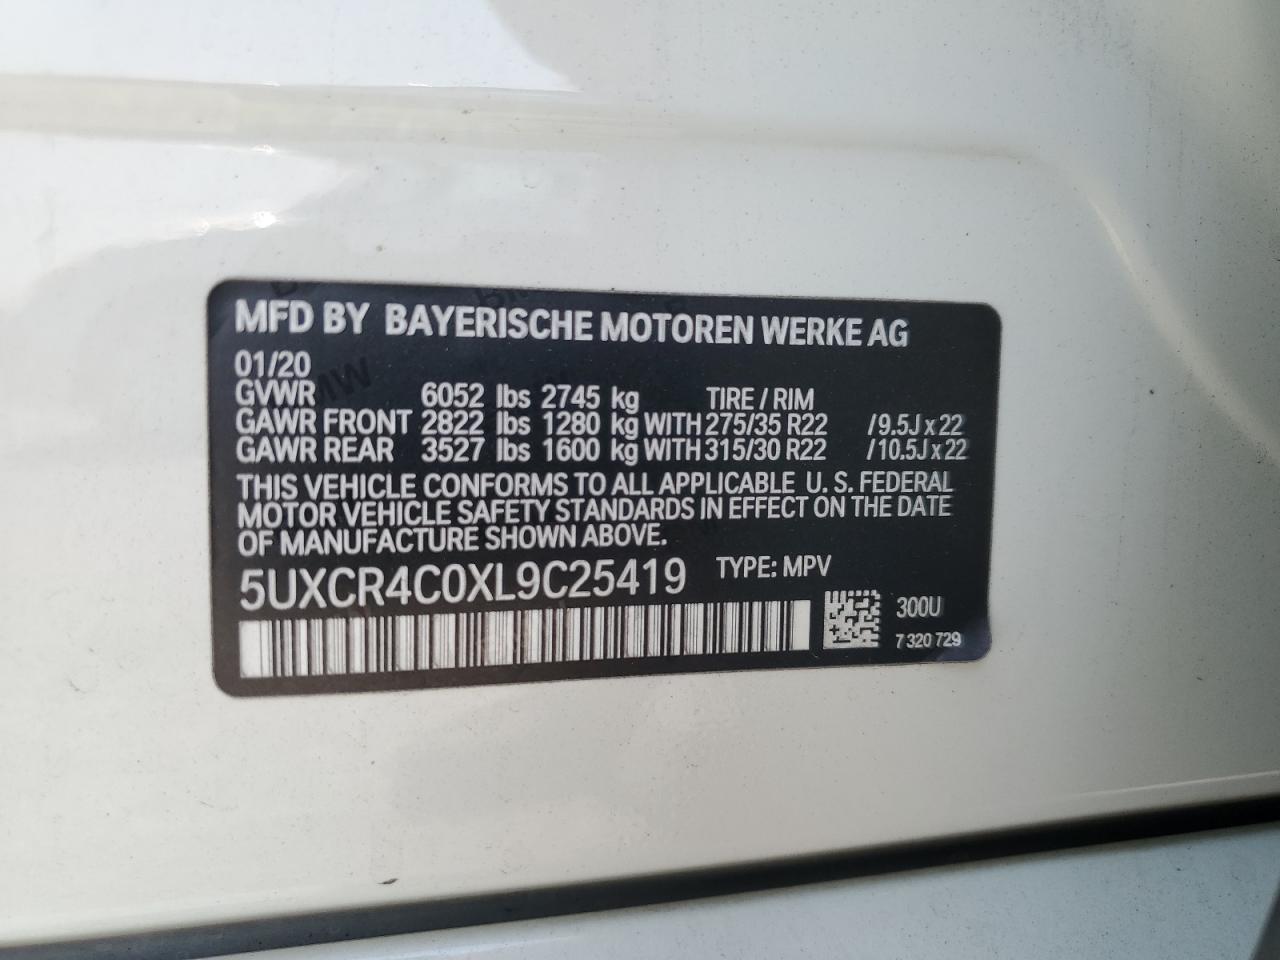 MFD BY BAYERISCHE MOTOREN WERKE AG
01/20
GVWR 6052 lbs 2745 kg TIRE / RIM
GAWR FRONT 2822 lbs 1280 kg WITH 275/35 R22 /9.5J x 22
GAWR REAR 3527 lbs 1600 kg WITH 315/30 R22 /10.5J x 22
THIS VEHICLE CONFORMS TO ALL APPLICABLE U. S. FEDERAL
MOTOR VEHICLE SAFETY STANDARDS IN EFFECT ON THE DATE
OF MANUFACTURE SHOWN ABOVE.
5UXCR4C0XL9C25419 TYPE: MPV
300U
7 320 729